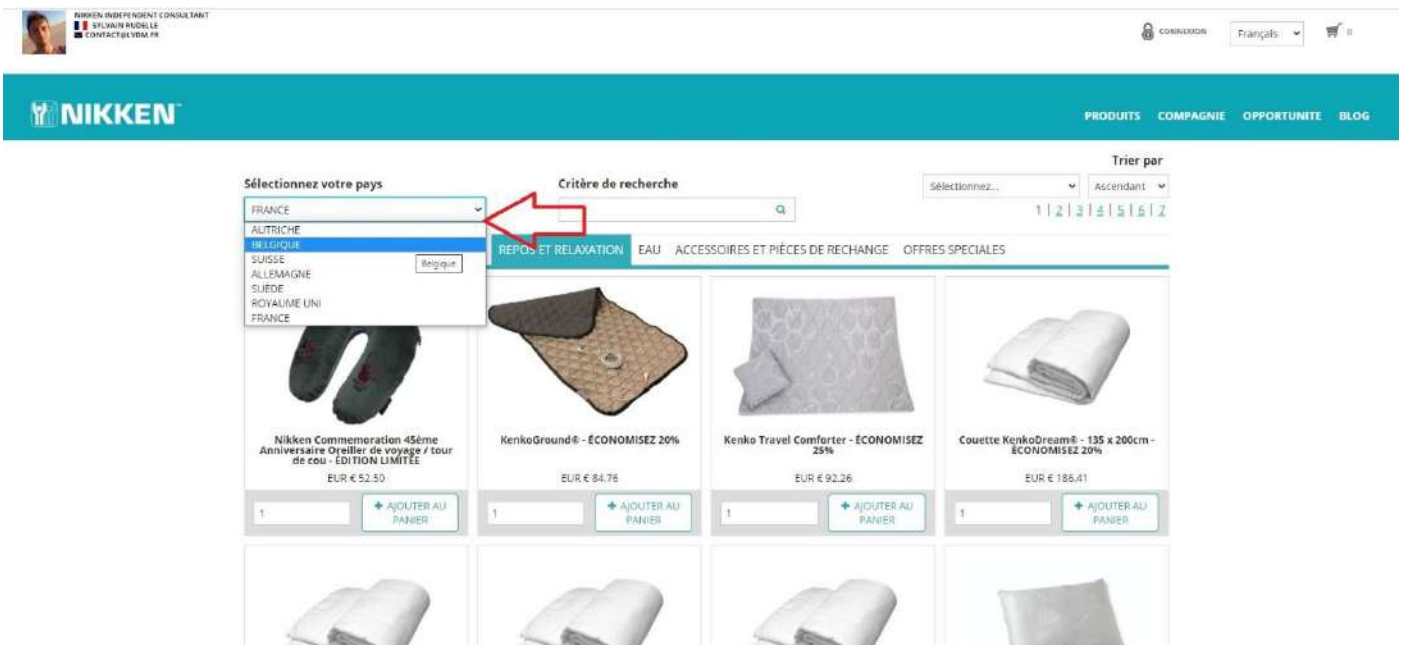 NIKKEN INDEPENDENT CONSULTANT
SYLVAIN RUDELLE
CONTACT@LVDM.FR
CONNEXION
Français
0
NIKKEN™
PRODUITS COMPAGNIE OPPORTUNITE BLOG
Trier par
Sélectionnez votre pays
Critère de recherche
Sélectionnez...
Ascendant
FRANCE
1 | 2 | 3 | 4 | 5 | 6 | 7
AUTRICHE
BELGIQUE
SUISSE
ALLEMAGNE
SUÈDE
ROYAUME UNI
FRANCE
Belgique
REPOS ET RELAXATION EAU ACCESSOIRES ET PIÈCES DE RECHANGE OFFRES SPECIALES
Nikken Commemoration 45ème
Anniversaire Oreiller de voyage / tour
de cou - ÉDITION LIMITÉE
EUR € 52.50
1
+ AJOUTER AU
PANIER
KenkoGround® - ÉCONOMISEZ 20%
EUR € 84.76
1
+ AJOUTER AU
PANIER
Kenko Travel Comforter - ÉCONOMISEZ
25%
EUR € 92.26
1
+ AJOUTER AU
PANIER
Couette KenkoDream® - 135 x 200cm -
ÉCONOMISEZ 20%
EUR € 186.41
1
+ AJOUTER AU
PANIER